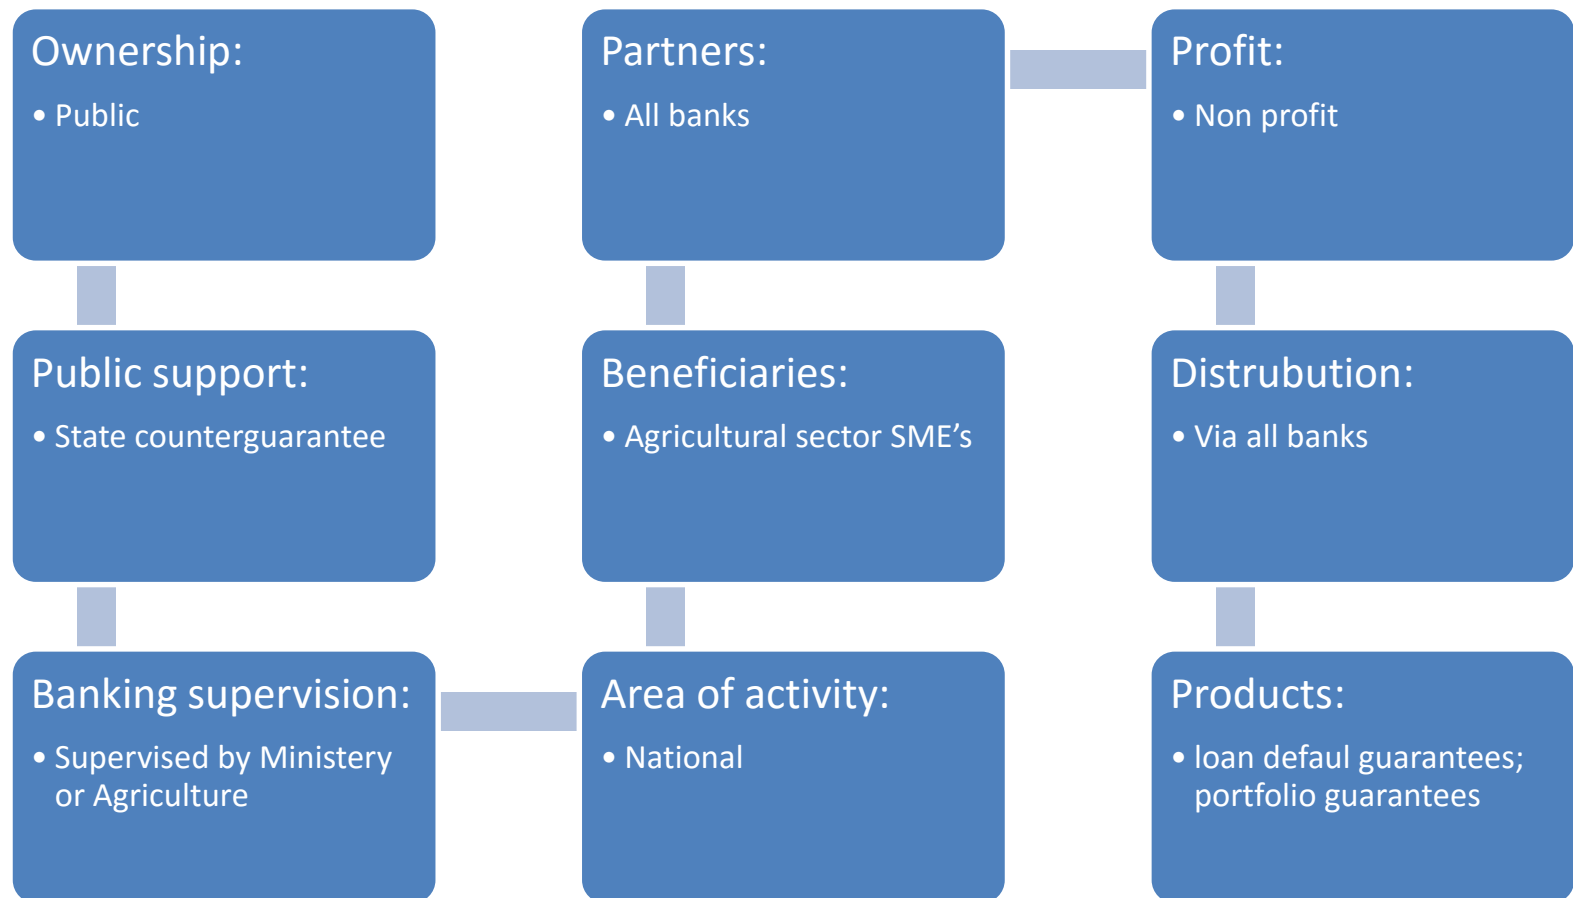 Ownership:
• Public
Public support:
• State counterguarantee
Banking supervision:
• Supervised by Ministery
or Agriculture
Area of activity:
• National
Beneficiaries:
• Agricultural sector SME’s
Partners:
• All banks
Profit:
• Non profit
Distrubution:
• Via all banks
Products:
• loan defaul guarantees;
portfolio guarantees